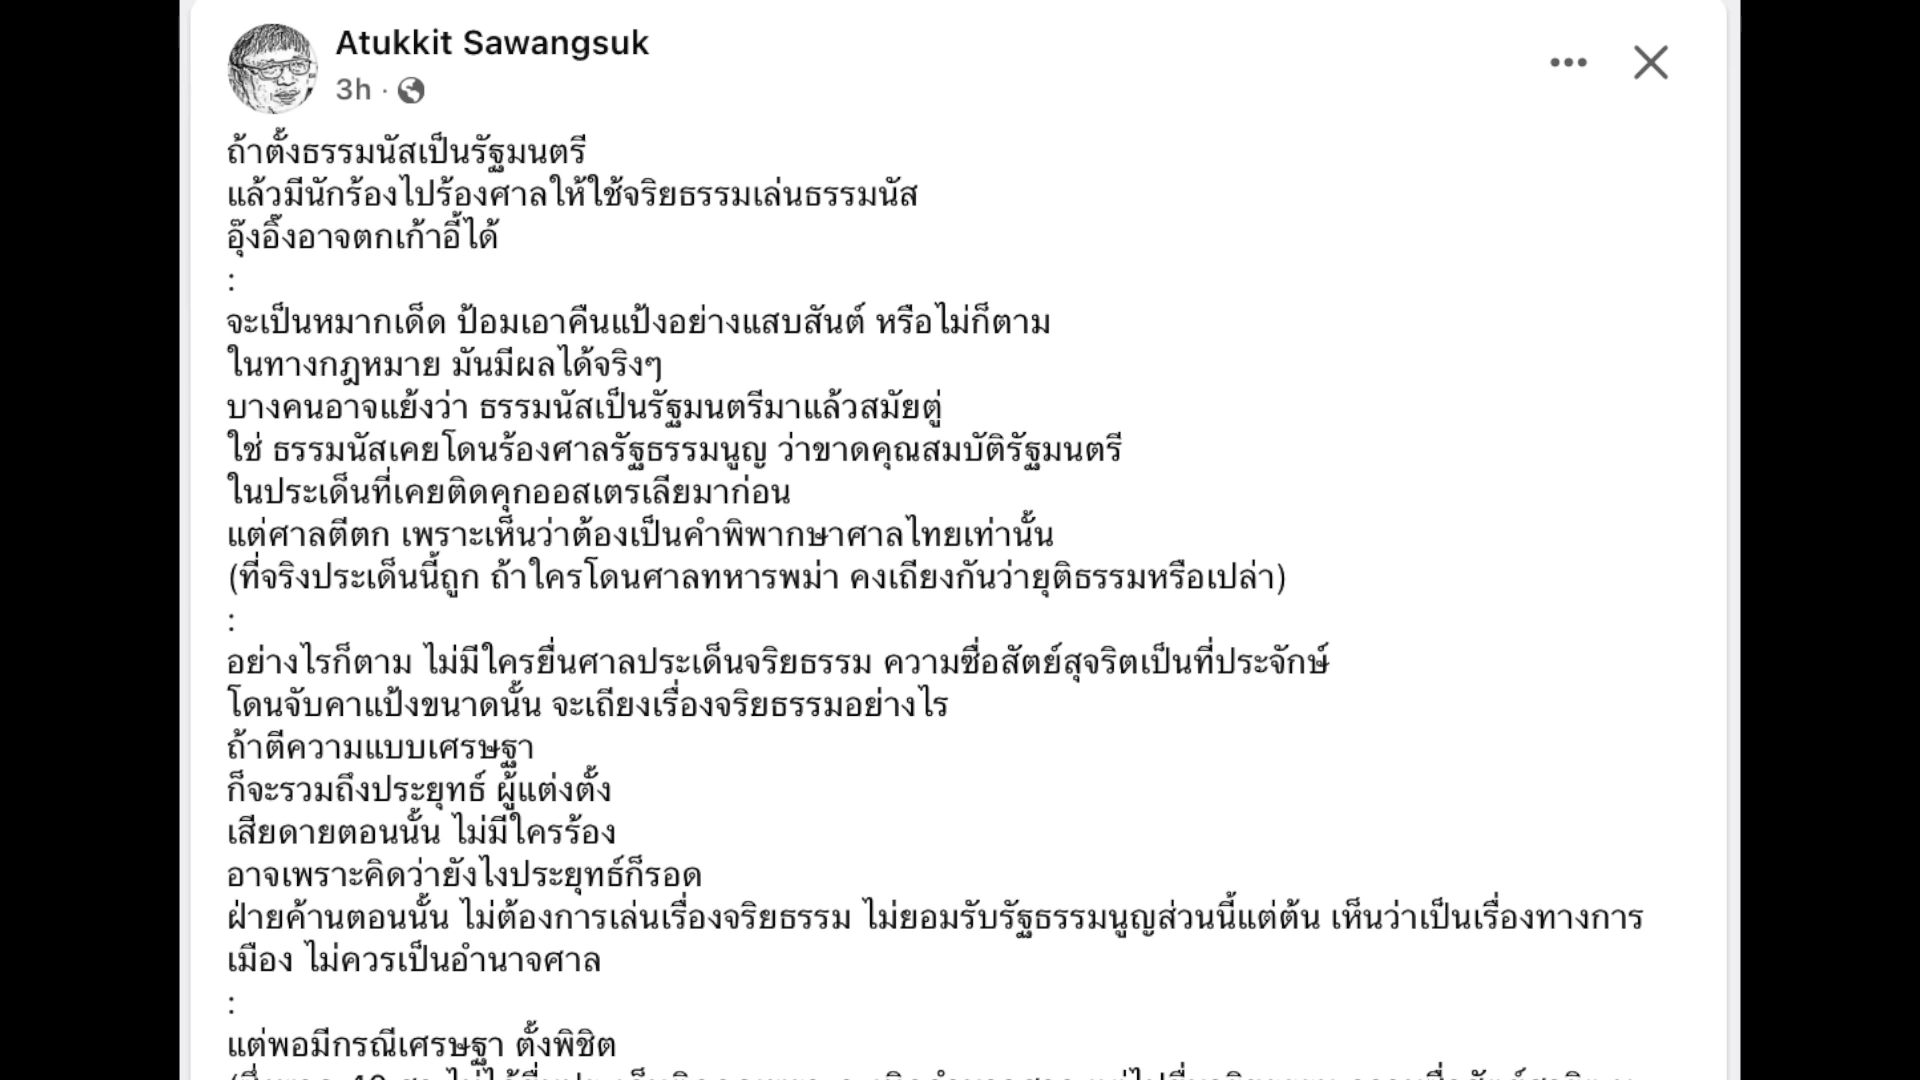 Atukkit Sawangsuk
3h ·
ถ้าตั้งธรรมนัสเป็นรัฐมนตรี
แล้วมีนักร้องไปร้องศาลให้ใช้จริยธรรมเล่นธรรมนัส
อุ๊งอิ๊งอาจตกเก้าอี้ได้
:
จะเป็นหมากเด็ด ป้อมเอาคืนแป้งอย่างแสบสันต์ หรือไม่ก็ตาม
ในทางกฎหมาย มันมีผลได้จริงๆ
บางคนอาจแย้งว่า ธรรมนัสเป็นรัฐมนตรีมาแล้วสมัยตู่
ใช่ ธรรมนัสเคยโดนร้องศาลรัฐธรรมนูญ ว่าขาดคุณสมบัติรัฐมนตรี
ในประเด็นที่เคยติดคุกออสเตรเลียมาก่อน
แต่ศาลตีตก เพราะเห็นว่าต้องเป็นคำพิพากษาศาลไทยเท่านั้น
(ที่จริงประเด็นนี้ถูก ถ้าใครโดนศาลทหารพม่า คงเถียงกันว่ายุติธรรมหรือเปล่า)
:
อย่างไรก็ตาม ไม่มีใครยื่นศาลประเด็นจริยธรรม ความซื่อสัตย์สุจริตเป็นที่ประจักษ์
โดนจับคาแป้งขนาดนั้น จะเถียงเรื่องจริยธรรมอย่างไร
ถ้าตีความแบบเศรษฐา
ก็จะรวมถึงประยุทธ์ ผู้แต่งตั้ง
เสียดายตอนนั้น ไม่มีใครร้อง
อาจเพราะคิดว่ายังไงประยุทธ์ก็รอด
ฝ่ายค้านตอนนั้น ไม่ต้องการเล่นเรื่องจริยธรรม ไม่ยอมรับรัฐธรรมนูญส่วนนี้แต่ต้น เห็นว่าเป็นเรื่องทางการ
เมือง ไม่ควรเป็นอำนาจศาล
:
แต่พอมีกรณีเศรษฐา ตั้งพิชิต